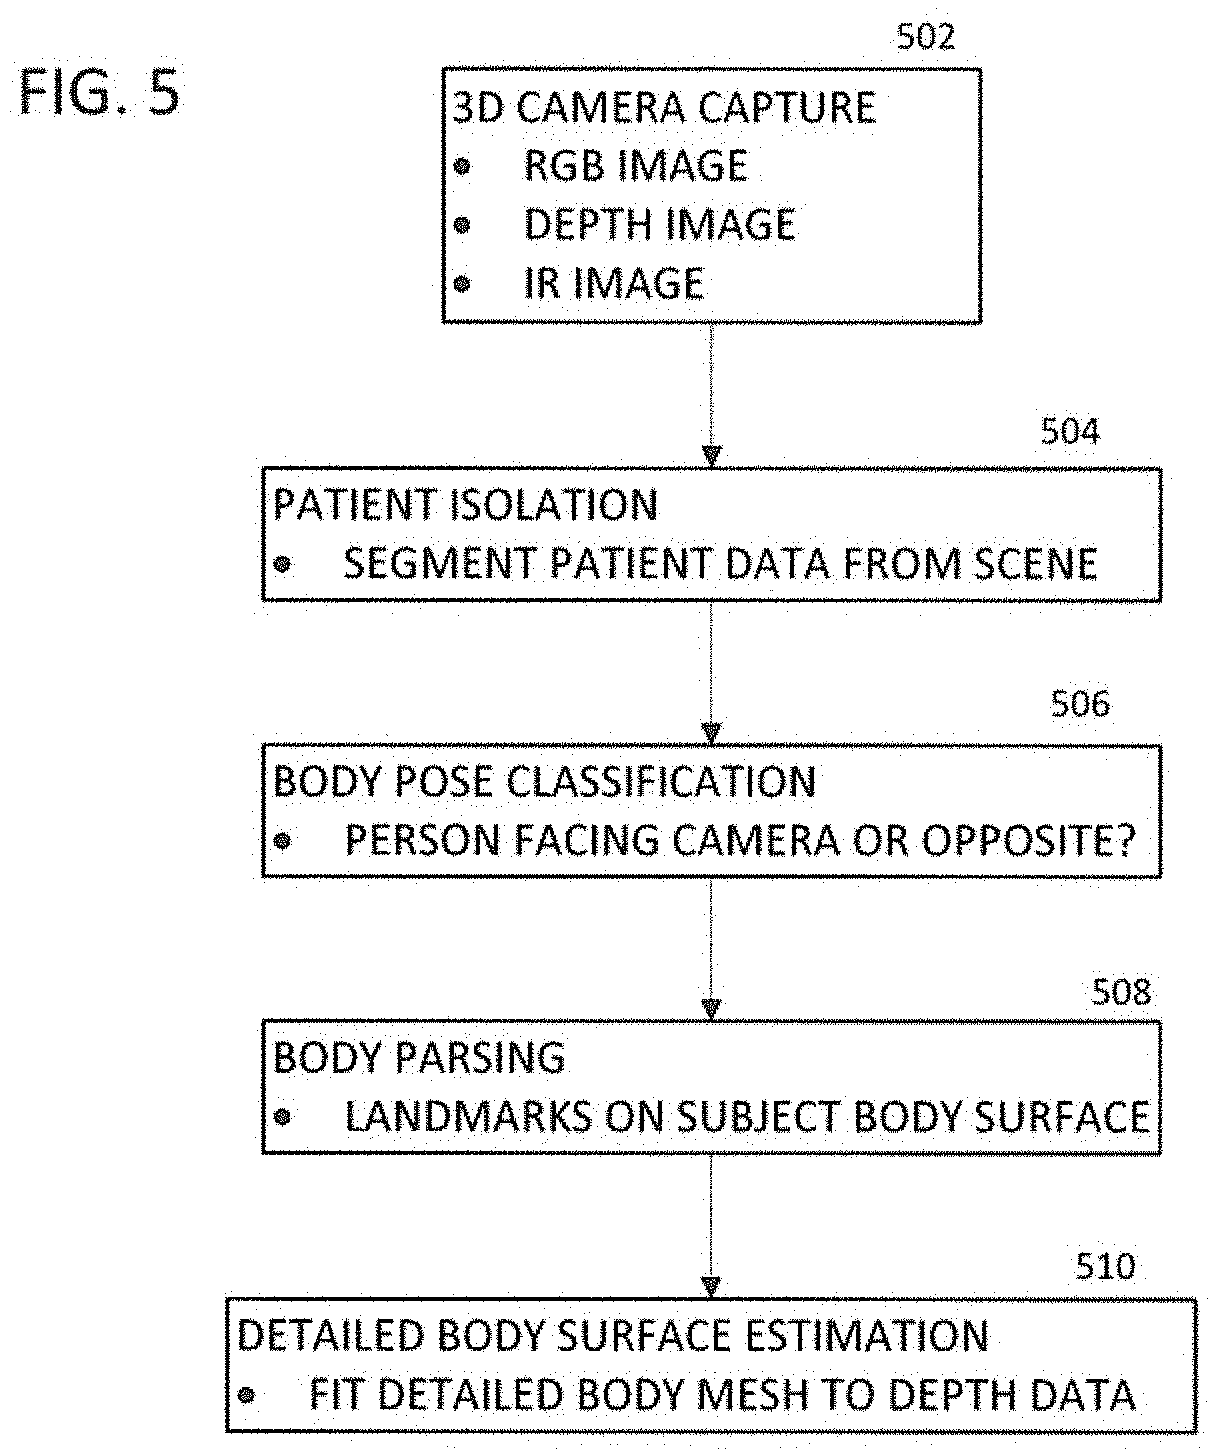 FIG. 5
502
3D CAMERA CAPTURE
• RGB IMAGE
• DEPTH IMAGE
• IR IMAGE
504
PATIENT ISOLATION
• SEGMENT PATIENT DATA FROM SCENE
506
BODY POSE CLASSIFICATION
• PERSON FACING CAMERA OR OPPOSITE?
508
BODY PARSING
• LANDMARKS ON SUBJECT BODY SURFACE
510
DETAILED BODY SURFACE ESTIMATION
• FIT DETAILED BODY MESH TO DEPTH DATA